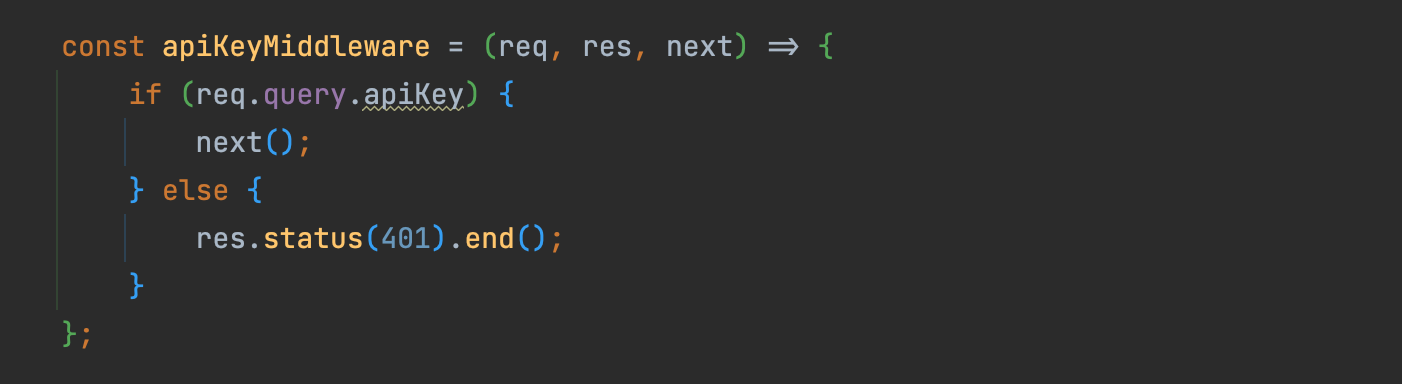 const apiKeyMiddleware = (req, res, next) => {
    if (req.query.apiKey) {
        next();
    } else {
        res.status(401).end();
    }
};